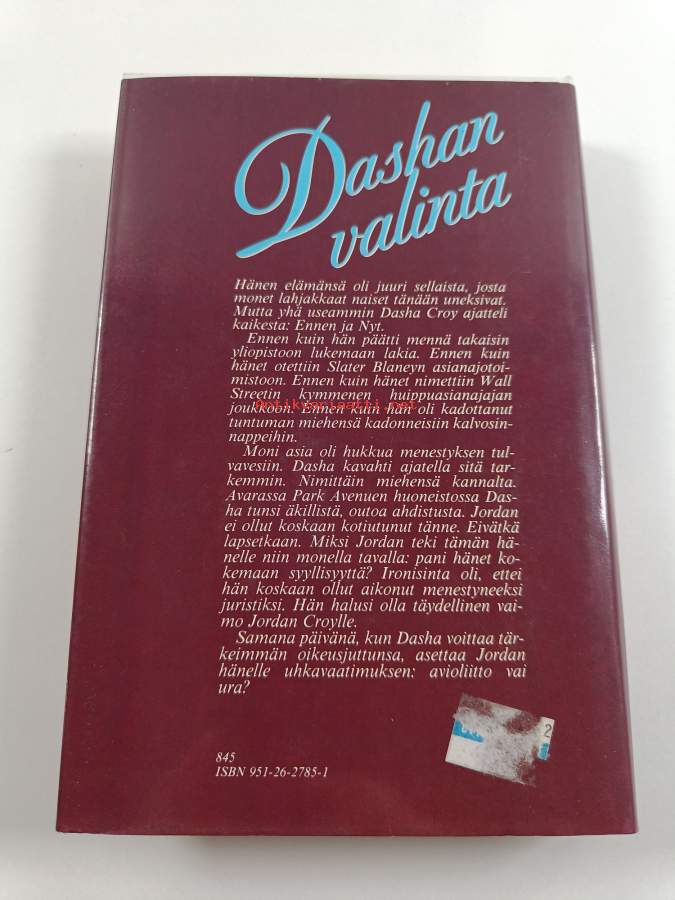 Dashan
valinta
Hänen elämänsä oli juuri sellaista, josta
monet lahjakkaat naiset tänään uneksivat.
Mutta yhä useammin Dasha Croy ajatteli
kaikesta: Ennen ja Nyt.
Ennen kuin hän päätti mennä takaisin
yliopistoon lukemaan lakia. Ennen kuin
hänet otettiin Slater Blaneyn asianajotoi-
mistoon. Ennen kuin hänet nimettiin Wall
Streetin kymmenen huippuasianajajan
joukkoon. Ennen kuin hän oli kadottanut
Antikvariaatti.net
tuntuman miehensä kadonneisiin kalvosin-
nappeihin.
Moni asia oli hukkua menestyksen tul-
vavesiin. Dasha kavahti ajatella sitä tar-
kemmin. Nimittäin miehensä kannalta.
Avarassa Park Avenuen huoneistossa Das-
ha tunsi äkillistä, outoa ahdistusta. Jordan
ei ollut koskaan kotiutunut tänne. Eivätkä
lapsetkaan. Miksi Jordan teki tämän hä-
nelle niin monella tavalla: pani hänet ko-
kemaan syyllisyyttä? Ironisinta oli, ettei
hän koskaan ollut aikonut menestyneeksi
juristiksi. Hän halusi olla täydellinen vai-
mo Jordan Croylle.
Samana päivänä, kun Dasha voittaa tär-
keimmän oikeusjuttunsa, asettaa Jordan
hänelle uhkavaatimuksen: avioliitto vai
ura?
2
845
ISBN 951-26-2785-1